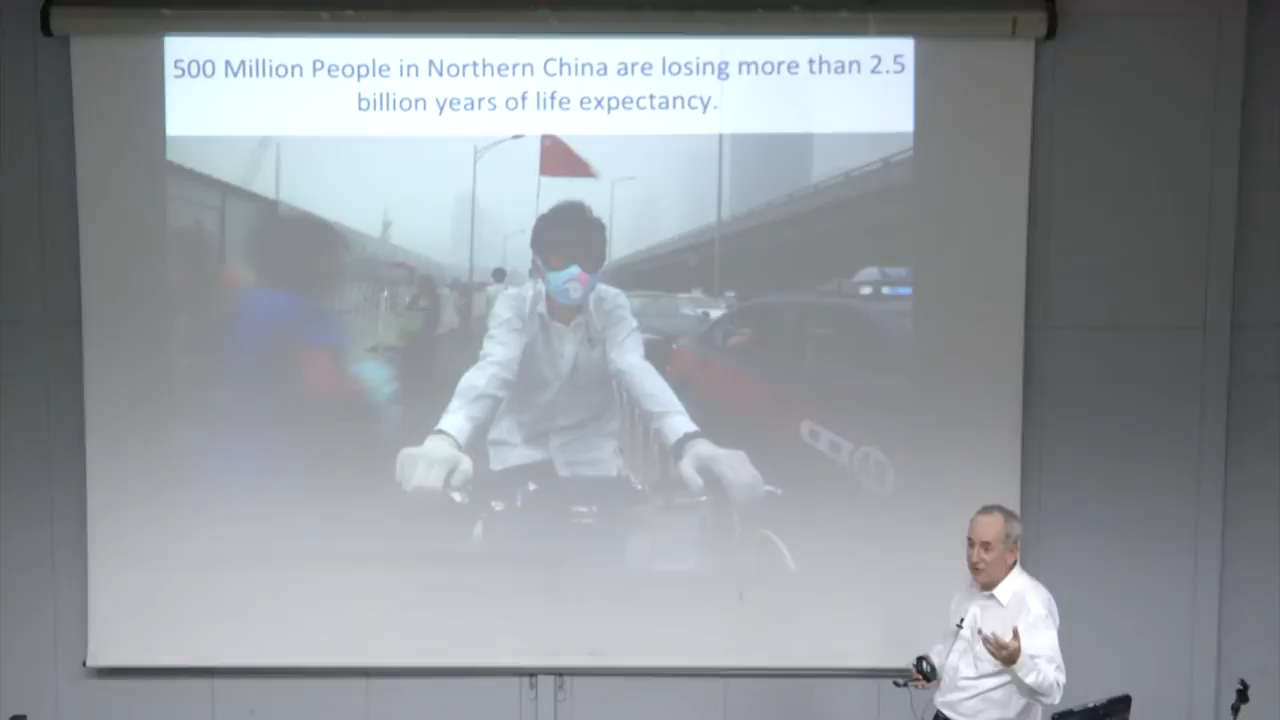 500 Million People in Northern China are losing more than 2.5
billion years of life expectancy.